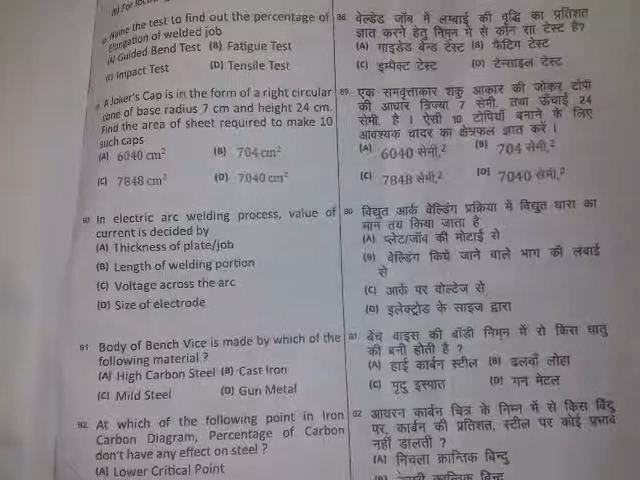 Name the test to find out the percentage of
Elangation of welded job
(A) Guided Bend Test (B) Fatigue Test
(C) Impact Test (D) Tensile Test
A Joker's Cap is in the form of a right circular
cone of base radius 7 cm and height 24 cm.
Find the area of sheet required to make 10
such caps
(A) 6040 cm² (B) 704 cm²
(C) 7848 cm² (D) 7040 cm²
90 In electric arc welding process, value of
current is decided by
(A) Thickness of plate/job
(B) Length of welding portion
(C) Voltage across the arc
(D) Size of electrode
91 Body of Bench Vice is made by which of the
following material ?
(A) High Carbon Steel (B) Cast Iron
(C) Mild Steel (D) Gun Metal
92 At which of the following point in Iron
Carbon Diagram, Percentage of Carbon
don't have any effect on steel ?
(A) Lower Critical Point
88 वेल्डेड जॉब में लम्बाई की वृद्धि का प्रतिशत
ज्ञात करने हेतु निम्न में से कौन सा टेस्ट है?
(A) गाइडेड बेन्ड टेस्ट (B) फैटिग टेस्ट
(C) इम्पेक्ट टेस्ट (D) टेन्साइल टेस्ट
89 एक समवृत्ताकार शंकु आकार की जोकर टोपी
की आधार त्रिज्या 7 सेमी. तथा ऊँचाई 24
सेमी. है । ऐसी 10 टोपियाँ बनाने के लिए
आवश्यक चादर का क्षेत्रफल ज्ञात करें ।
(A) 6040 सेमी.² (B) 704 सेमी.²
(C) 7848 सेमी.² (D) 7040 सेमी.²
90 विद्युत आर्क वेल्डिंग प्रक्रिया में विद्युत धारा का
मान तय किया जाता है
(A) प्लेट/जॉब की मोटाई से
(B) वेल्डिंग किये जाने वाले भाग की लंबाई
से
(C) आर्क पर वोल्टेज से
(D) इलेक्ट्रोड के साइज द्वारा
91 बेंच वाइस की बॉडी निम्न में से किस धातु
की बनी होती है ?
(A) हाई कार्बन स्टील (B) ढलवाँ लोहा
(C) मृदु इस्पात (D) गन मेटल
92 आयरन कार्बन चित्र के निम्न में से किस बिंदु
पर, कार्बन की प्रतिशत, स्टील पर कोई प्रभाव
नहीं डालती ?
(A) निचला क्रान्तिक बिन्दु